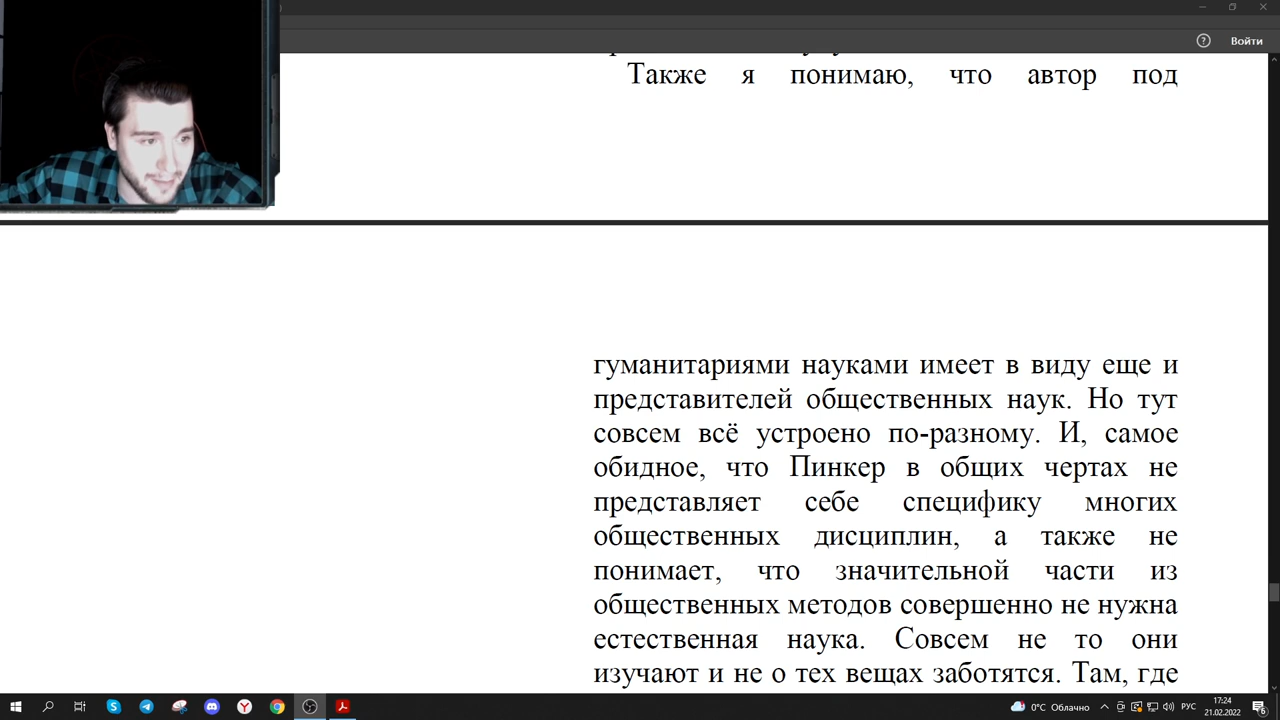 Войти
Также я понимаю, что автор под
гуманитариями науками имеет в виду еще и
представителей общественных наук. Но тут
совсем всё устроено по-разному. И, самое
обидное, что Пинкер в общих чертах не
представляет себе специфику многих
общественных дисциплин, а также не
понимает, что значительной части из
общественных методов совершенно не нужна
естественная наука. Совсем не то они
изучают и не о тех вещах заботятся. Там, где
0°C Облачно
РУС
17:24
21.02.2022
6